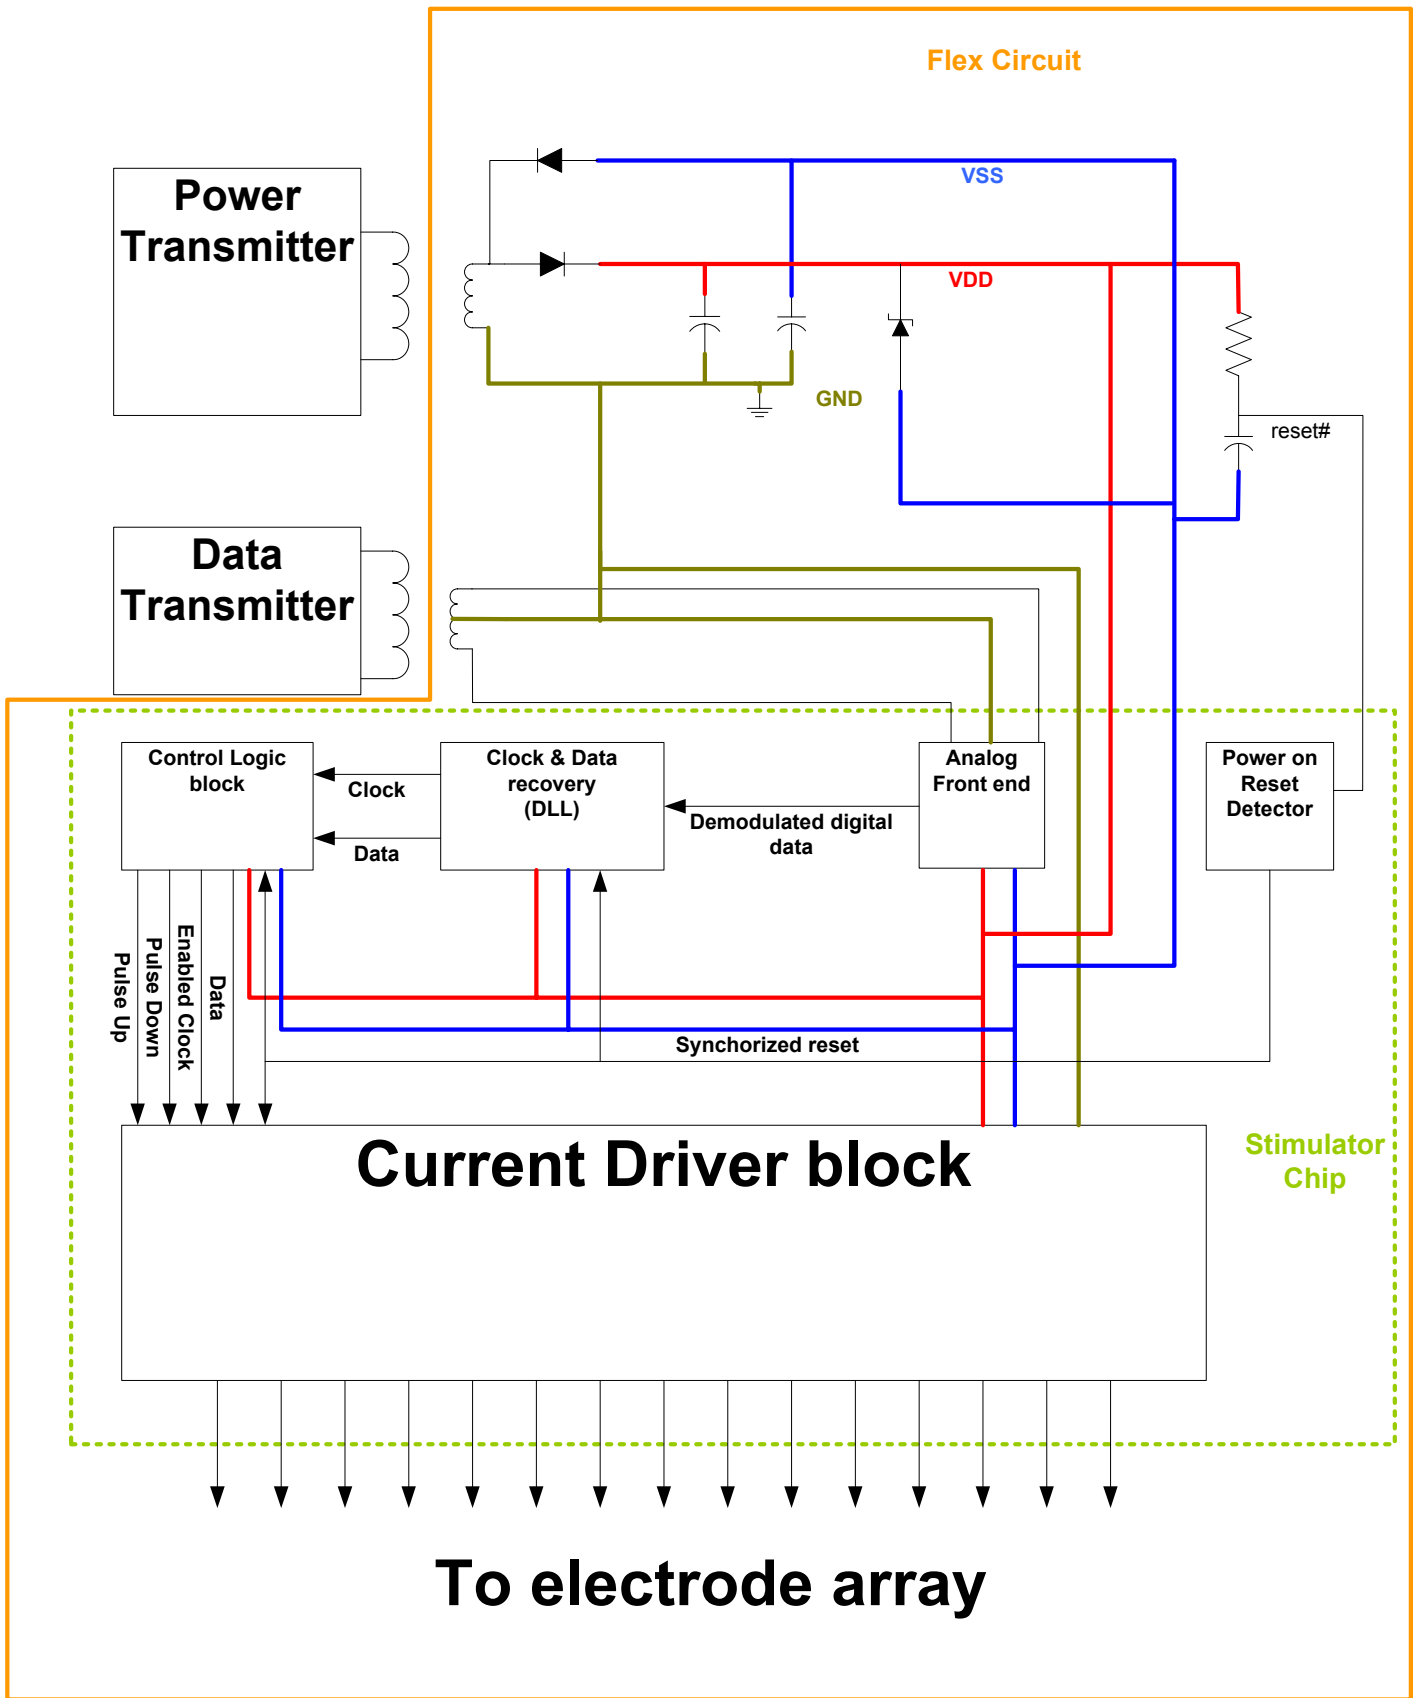 Flex Circuit
Power
Transmitter
VSS
VDD
GND
reset#
Data
Transmitter
Control Logic
block
Clock & Data
recovery
(DLL)
Analog
Front end
Power on
Reset
Detector
Clock
Data
Demodulated digital
data
Pulse Up
Pulse Down
Enabled Clock
Data
Synchorized reset
Current Driver block
Stimulator
Chip
To electrode array